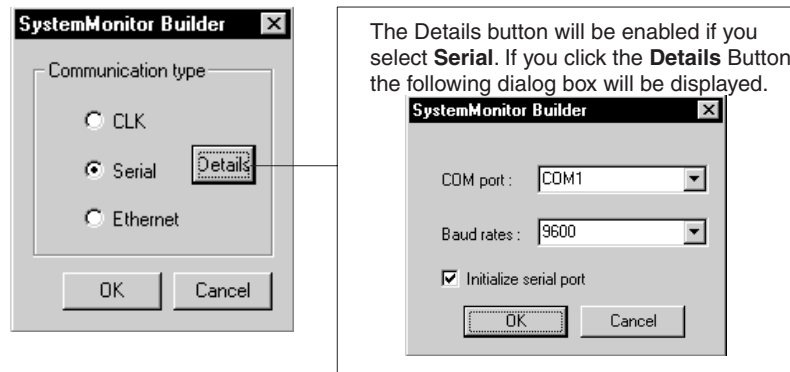 SystemMonitor Builder
Communication type
CLK
Serial
Details
Ethernet
OK Cancel
The Details button will be enabled if you
select Serial. If you click the Details Button
the following dialog box will be displayed.
SystemMonitor Builder
COM port : COM1
Baud rates : 9600
Initialize serial port
OK Cancel